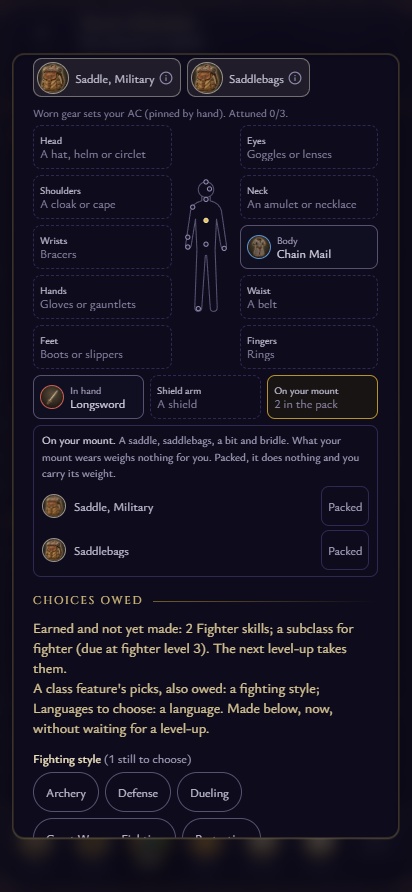 Saddle, Military
Saddlebags
Worn gear sets your AC (pinned by hand). Attuned 0/3.
Head
A hat, helm or circlet
Eyes
Goggles or lenses
Shoulders
A cloak or cape
Neck
An amulet or necklace
Wrists
Bracers
Body
Chain Mail
Hands
Gloves or gauntlets
Waist
A belt
Feet
Boots or slippers
Fingers
Rings
In hand
Longsword
Shield arm
A shield
On your mount
2 in the pack
On your mount. A saddle, saddlebags, a bit and bridle. What your
mount wears weighs nothing for you. Packed, it does nothing and you
carry its weight.
Saddle, Military
Packed
Saddlebags
Packed
CHOICES OWED
Earned and not yet made: 2 Fighter skills; a subclass for
fighter (due at fighter level 3). The next level-up takes
them.
A class feature's picks, also owed: a fighting style;
Languages to choose: a language. Made below, now,
without waiting for a level-up.
Fighting style (1 still to choose)
Archery
Defense
Dueling